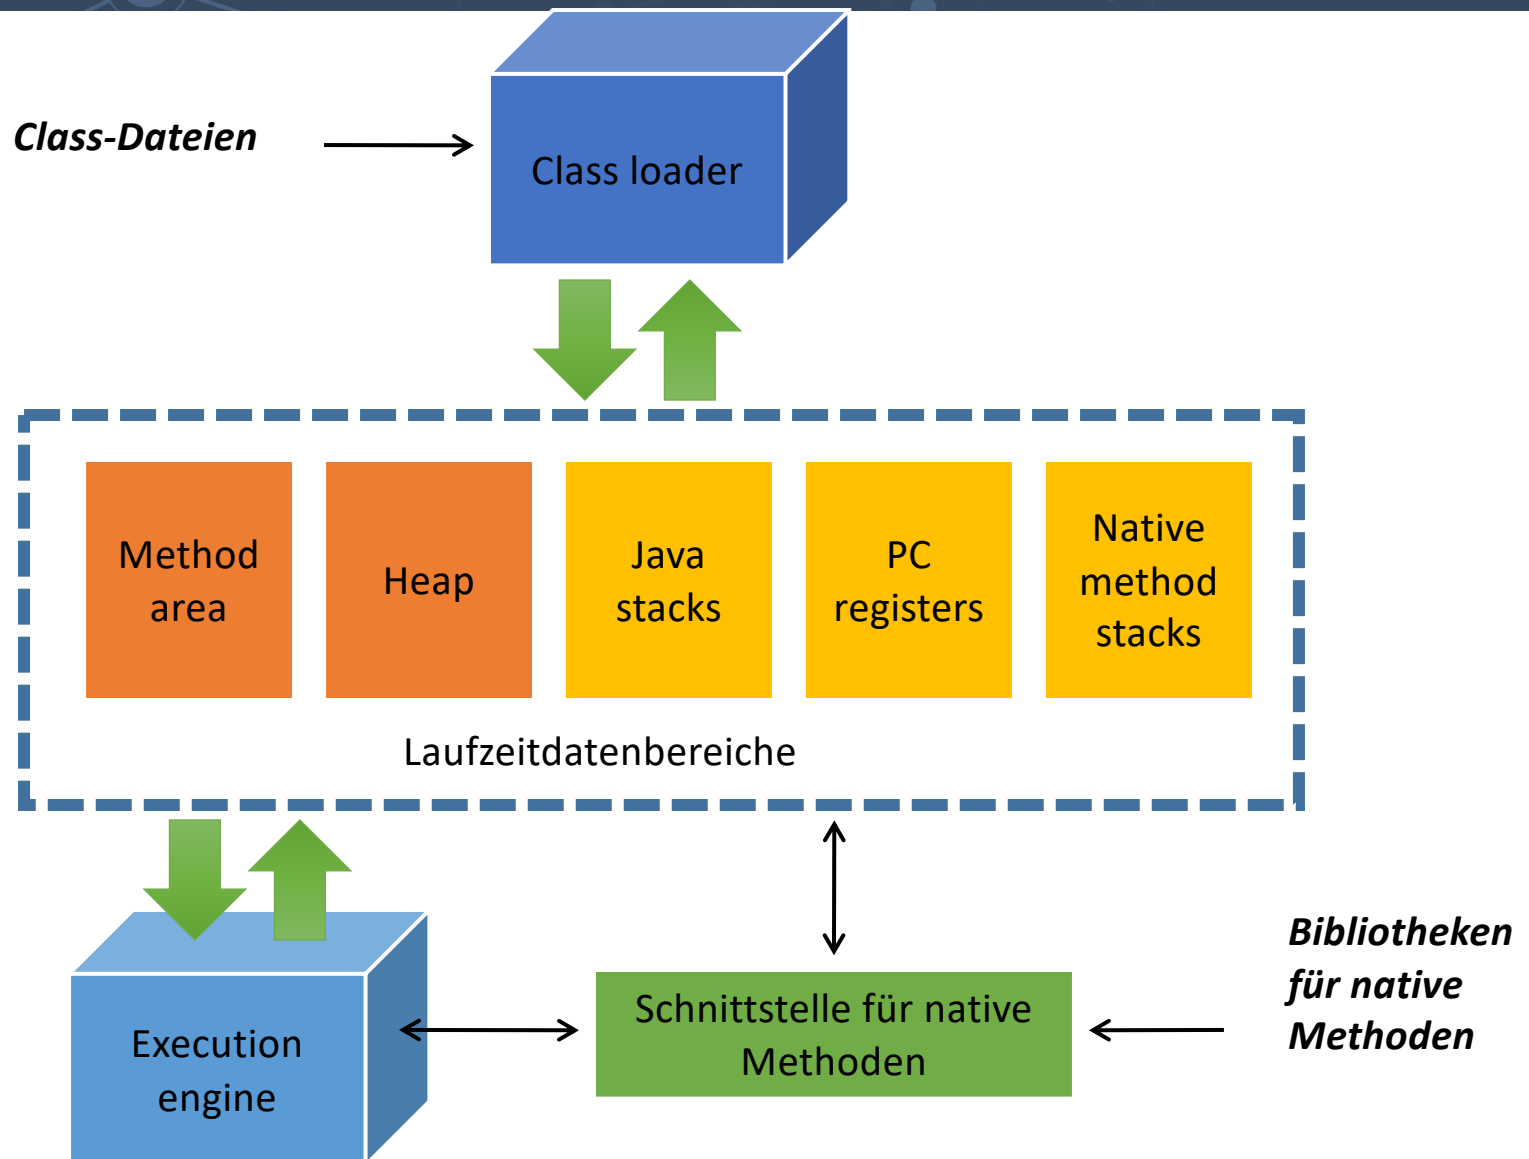 Class-Dateien
Class loader
Method
area
Heap
Java
stacks
PC
registers
Native
method
stacks
Laufzeitdatenbereiche
Execution
engine
Schnittstelle für native
Methoden
Bibliotheken
für native
Methoden